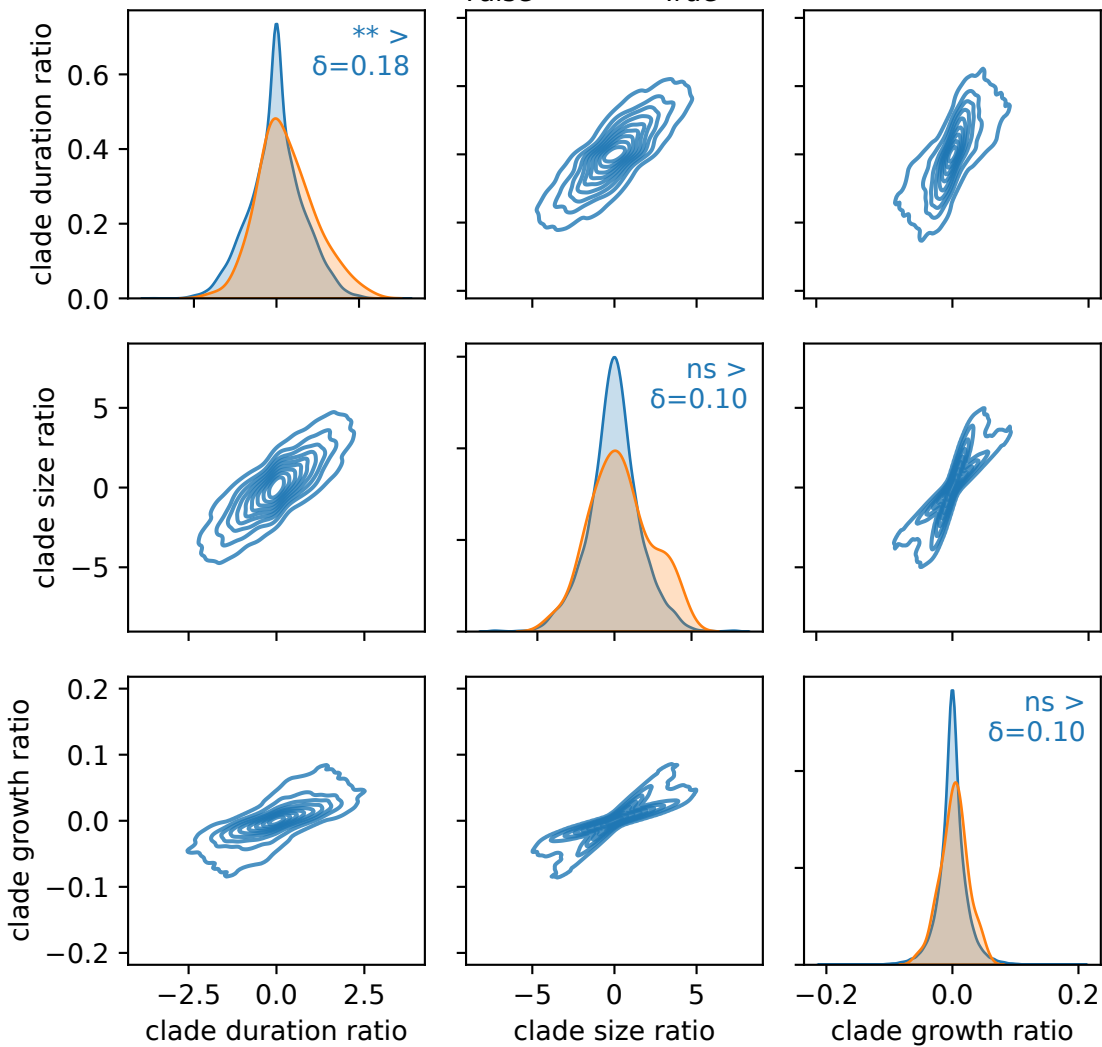 ** >
δ=0.18
clade duration ratio
0.6
0.4
0.2
0.0
ns >
δ=0.10
clade size ratio
5
0
−5
ns >
δ=0.10
clade growth ratio
0.2
0.1
0.0
−0.1
−0.2
−2.5 0.0 2.5 −5 0 5 −0.2 0.0 0.2
clade duration ratio clade size ratio clade growth ratio